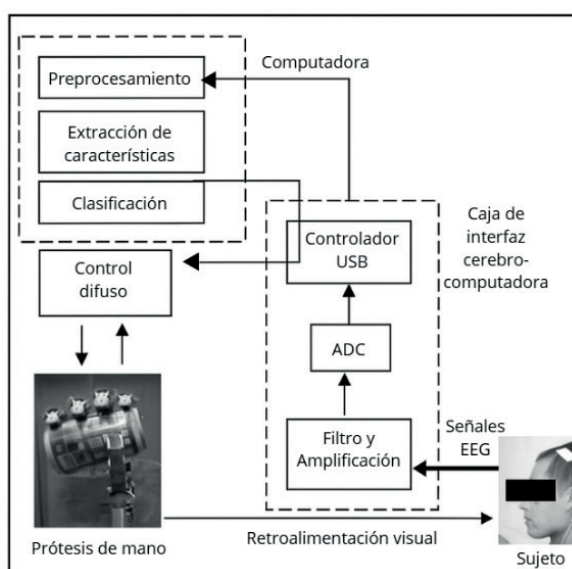 Preprocesamiento
Computadora
Extracción de
características
Clasificación
Control
difuso
Controlador
USB
Caja de
interfaz
cerebro-
computadora
ADC
Filtro y
Amplificación
Señales
EEG
Prótesis de mano
Retroalimentación visual
Sujeto